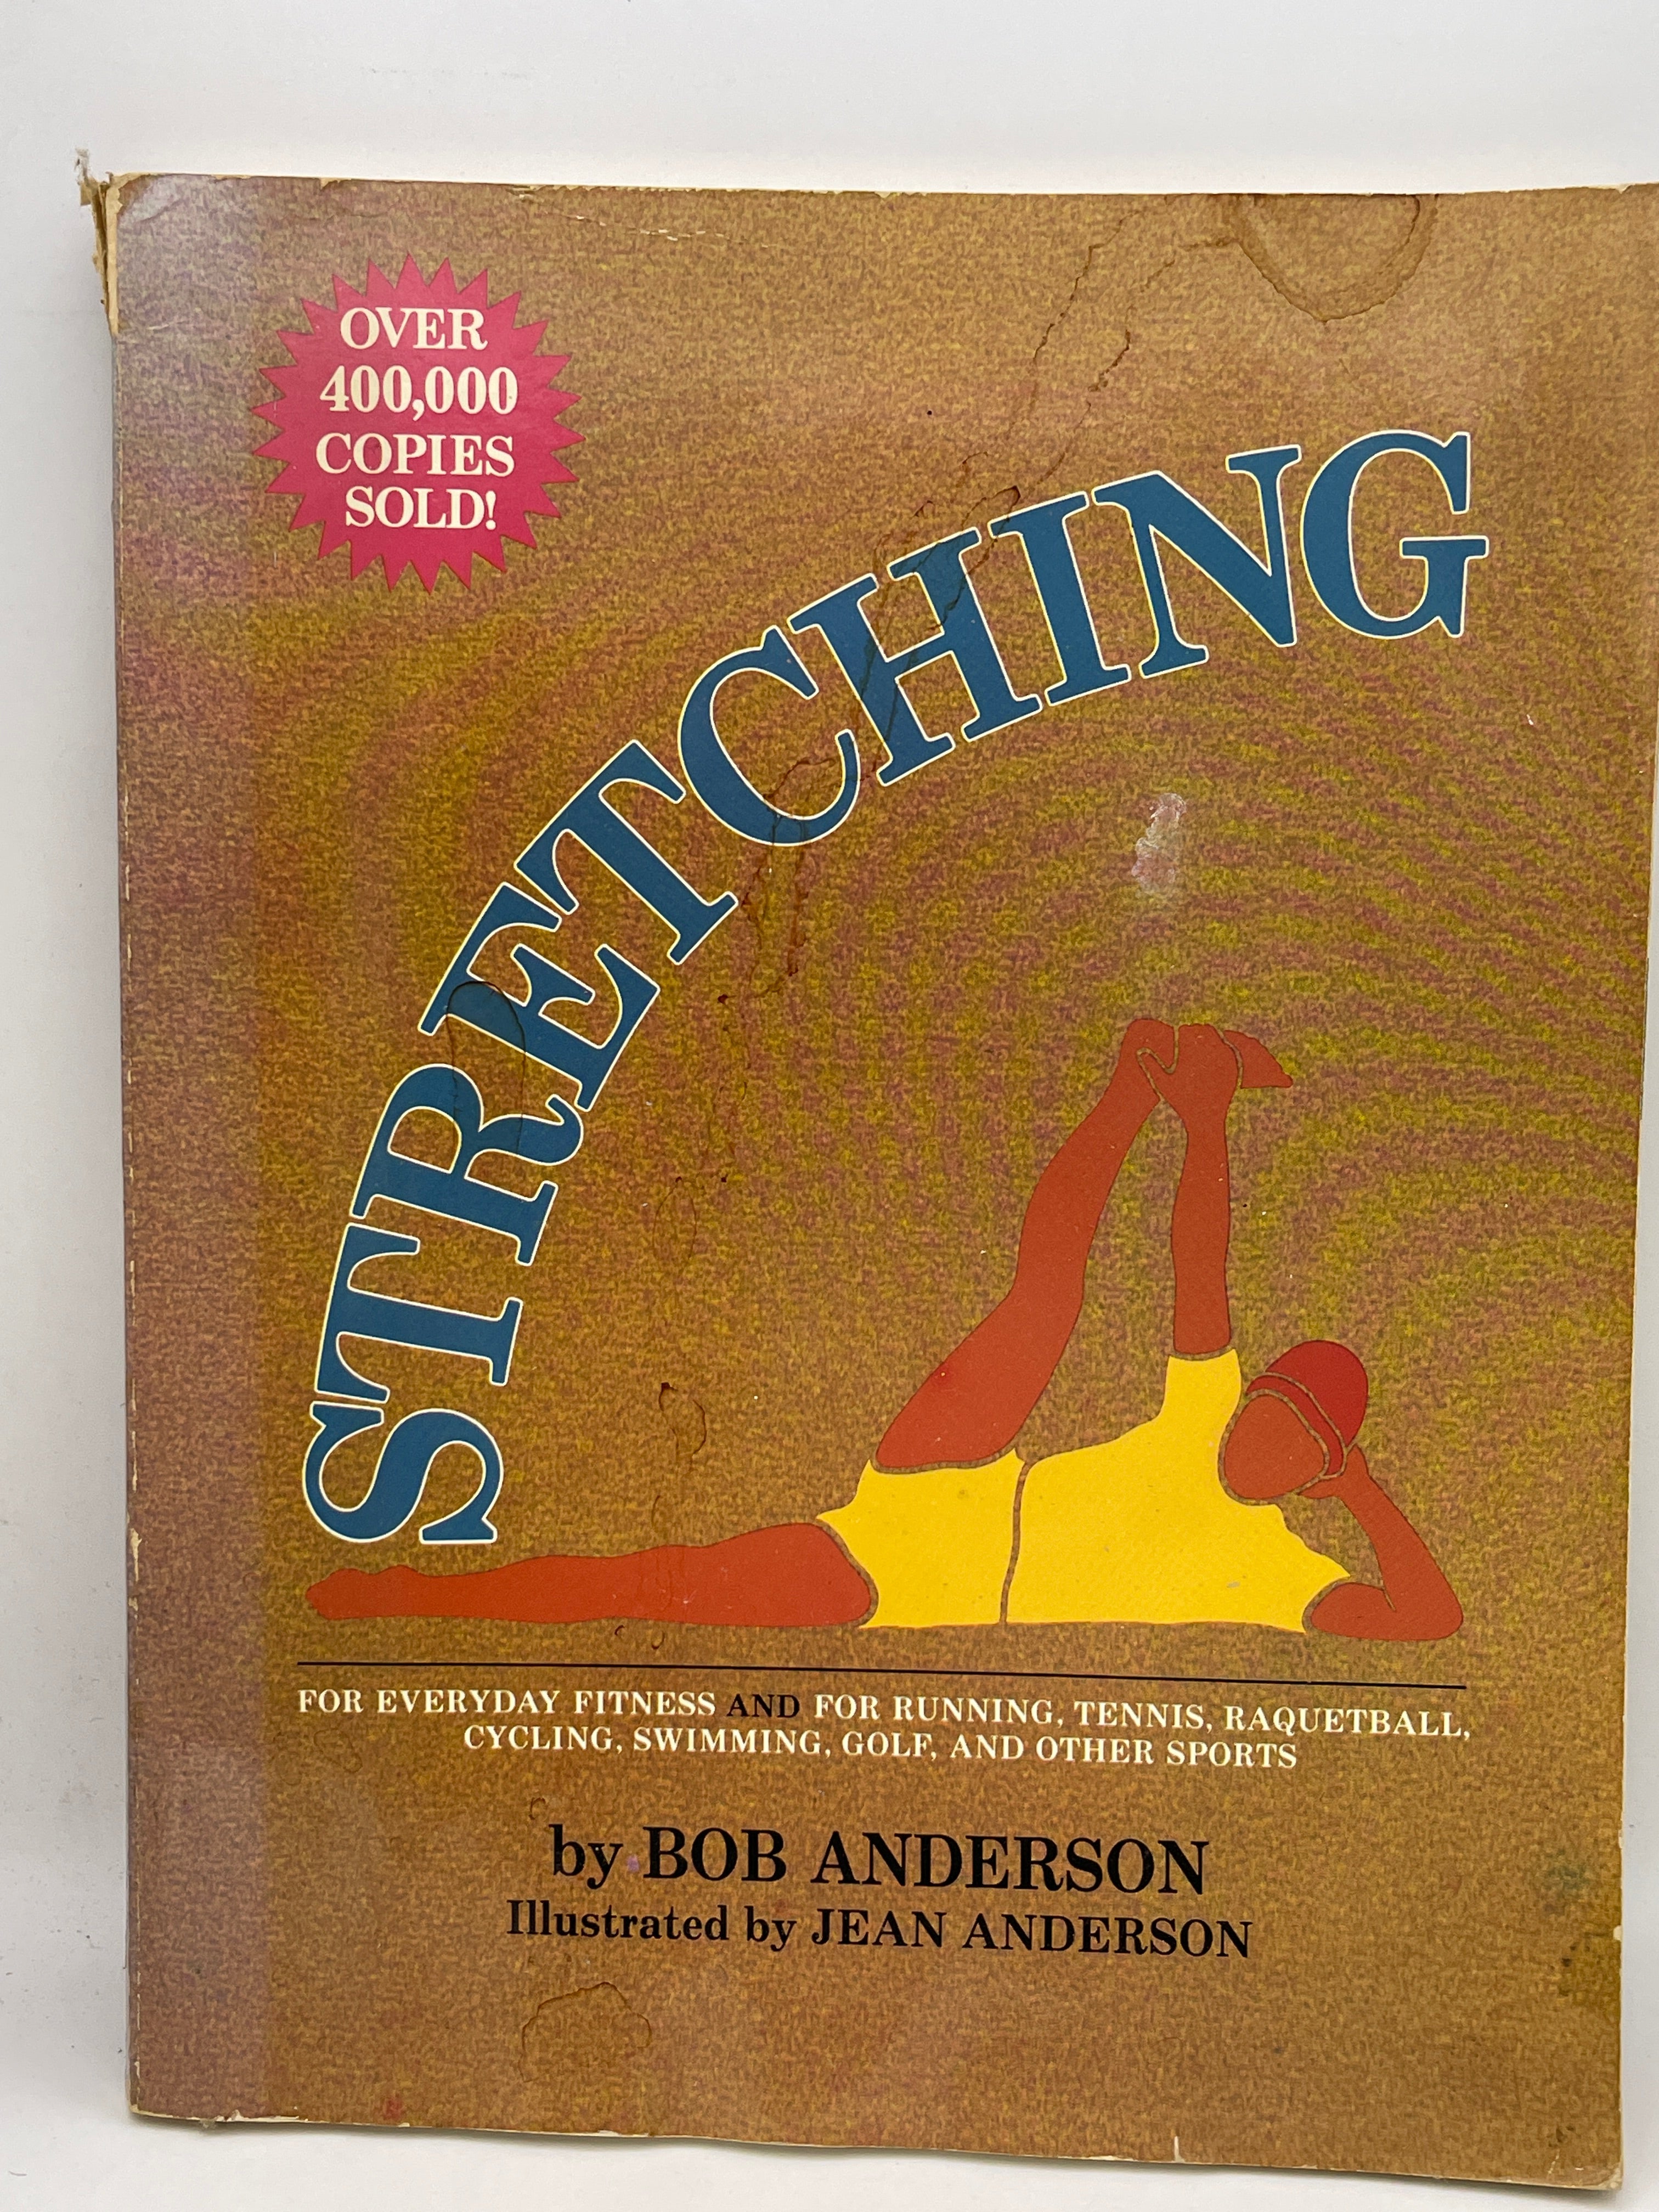 OVER
400,000
COPIES
SOLD!
STRETCHING
FOR EVERYDAY FITNESS AND FOR RUNNING, TENNIS, RAQUETBALL,
CYCLING, SWIMMING, GOLF, AND OTHER SPORTS
by BOB ANDERSON
Illustrated by JEAN ANDERSON